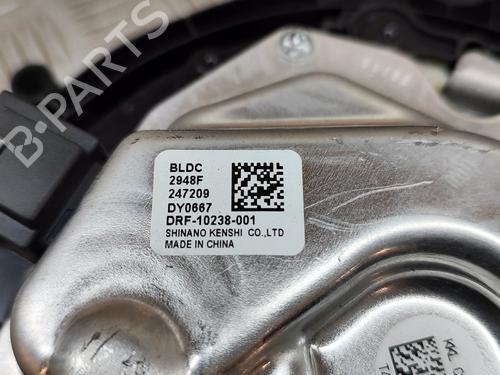 B-PARTS
BLDC
2948F
247209
DY0667
DRF-10238-001
SHINANO KENSHI CO.,LTD
MADE IN CHINA